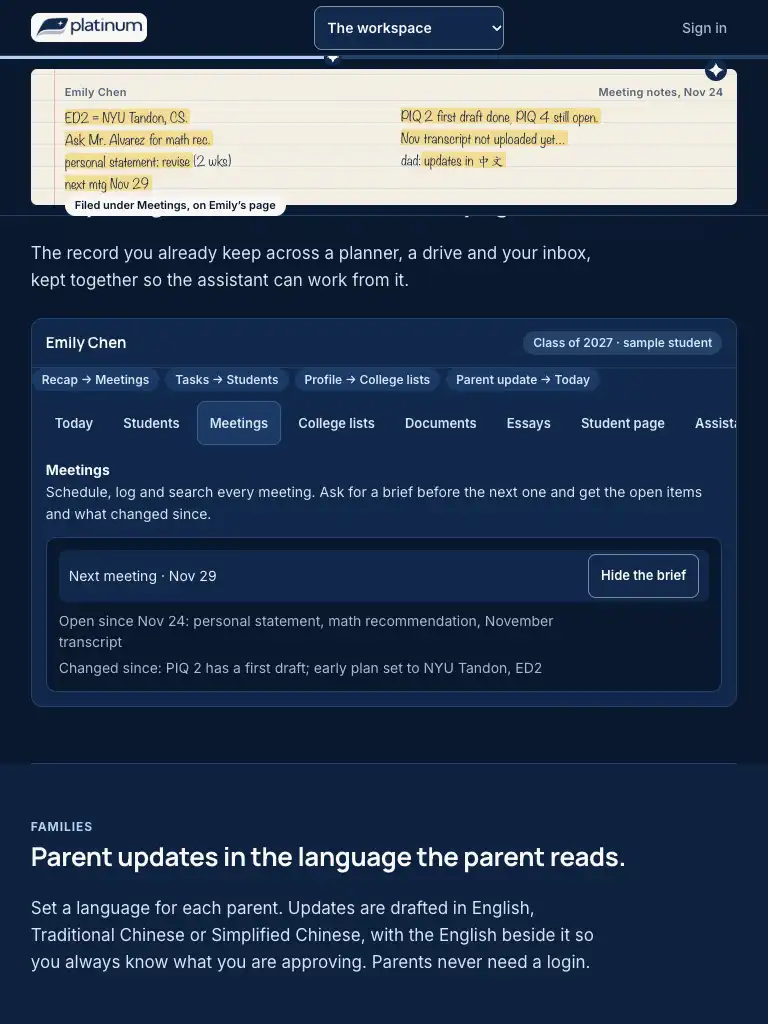 platinum
The workspace
Sign in
Emily Chen
Meeting notes, Nov 24
ED2 = NYU Tandon, CS.
Ask Mr. Alvarez for math rec.
personal statement: revise (2 wks)
next mtg Nov 29
PIQ 2 first draft done, PIQ 4 still open.
Nov transcript not uploaded yet...
dad: updates in 中文
Filed under Meetings, on Emily's page
The record you already keep across a planner, a drive and your inbox,
kept together so the assistant can work from it.
Emily Chen
Class of 2027 · sample student
Recap → Meetings
Tasks → Students
Profile → College lists
Parent update → Today
Today
Students
Meetings
College lists
Documents
Essays
Student page
Meetings
Schedule, log and search every meeting. Ask for a brief before the next one and get the open items
and what changed since.
Next meeting · Nov 29
Hide the brief
Open since Nov 24: personal statement, math recommendation, November
transcript
Changed since: PIQ 2 has a first draft; early plan set to NYU Tandon, ED2
FAMILIES
Parent updates in the language the parent reads.
Set a language for each parent. Updates are drafted in English,
Traditional Chinese or Simplified Chinese, with the English beside it so
you always know what you are approving. Parents never need a login.